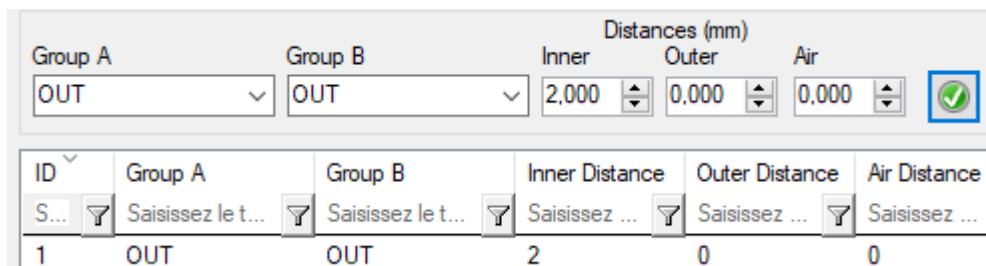 Distances (mm)
Group A Group B Inner Outer Air
OUT OUT 2,000 0,000 0,000
ID Group A Group B Inner Distance Outer Distance Air Distance
S... Saisissez le t... Saisissez le t... Saisissez ... Saisissez ... Saisissez ...
1 OUT OUT 2 0 0